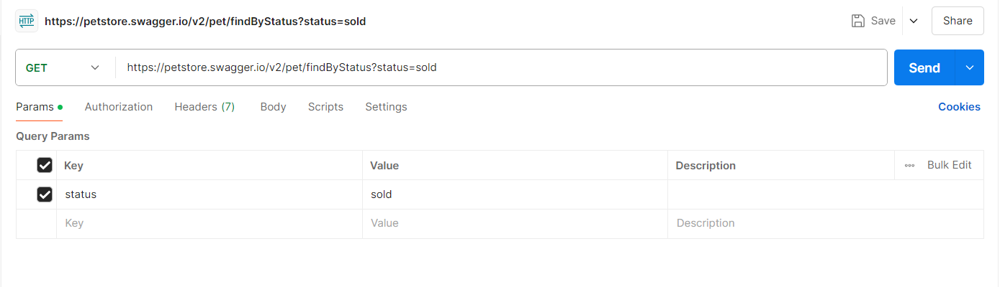 HTTP https://petstore.swagger.io/v2/pet/findByStatus?status=sold Save Share
GET https://petstore.swagger.io/v2/pet/findByStatus?status=sold Send
Params Authorization Headers (7) Body Scripts Settings Cookies
Query Params
Key Value Description Bulk Edit
status sold
Key Value Description